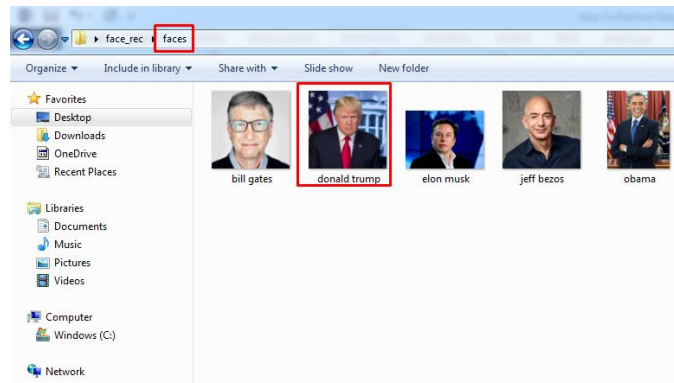 face_rec
faces
Organize
Include in library
Share with
Slide show
New folder
Favorites
Desktop
Downloads
OneDrive
Recent Places
Libraries
Documents
Music
Pictures
Videos
Computer
Windows (C:)
Network
bill gates
donald trump
elon musk
jeff bezos
obama